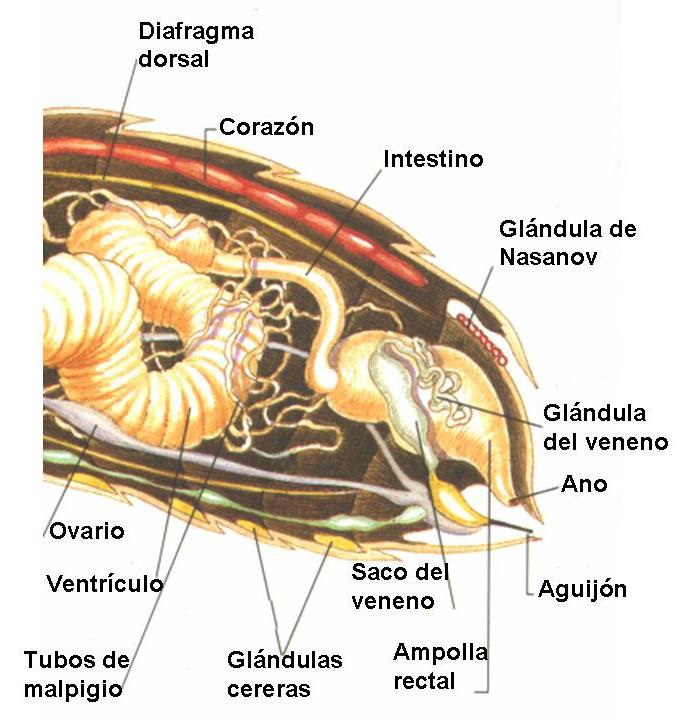 Diafragma
dorsal
Corazón
Intestino
Glándula de
Nasanov
Glándula
del veneno
Ano
Ovario
Ventrículo
Saco del
veneno
Aguijón
Tubos de
malpigio
Glándulas
cereras
Ampolla
rectal